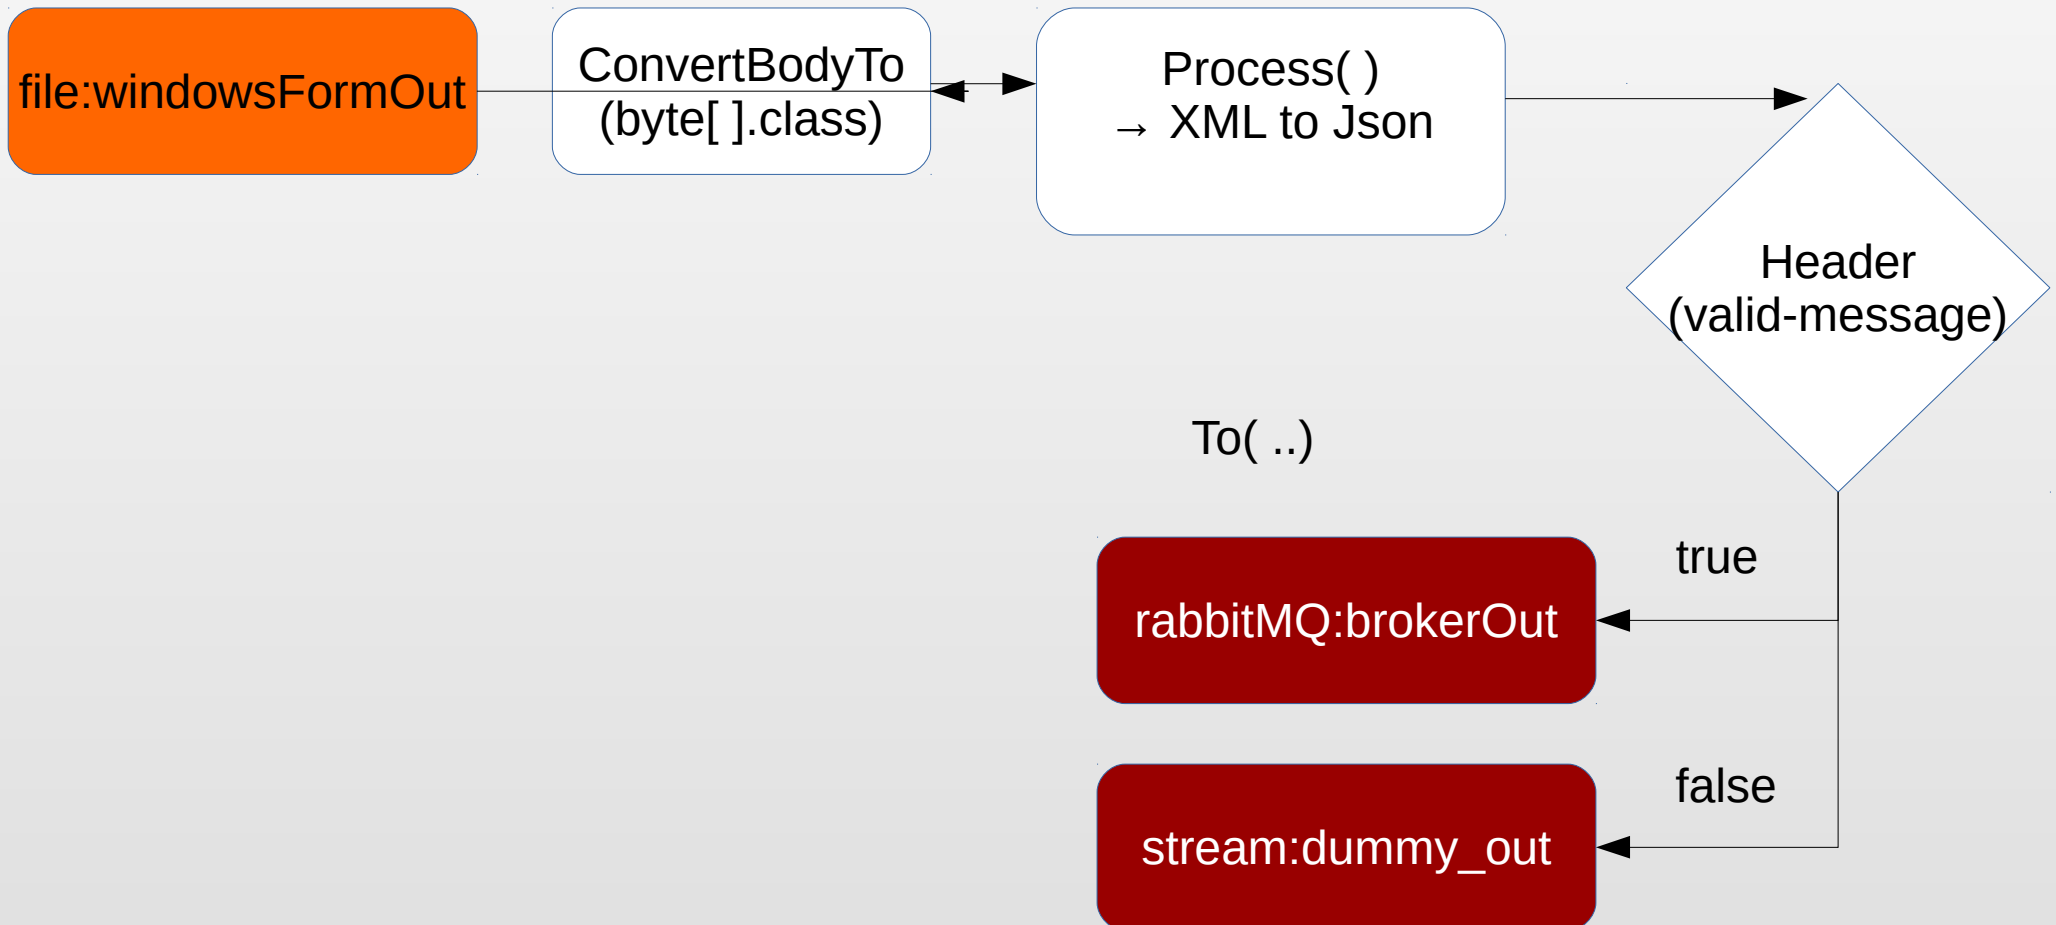 file:windowsFormOut
ConvertBodyTo
(byte[ ].class)
Process( )
→ XML to Json
Header
(valid-message)
To( ..)
true
rabbitMQ:brokerOut
false
stream:dummy_out